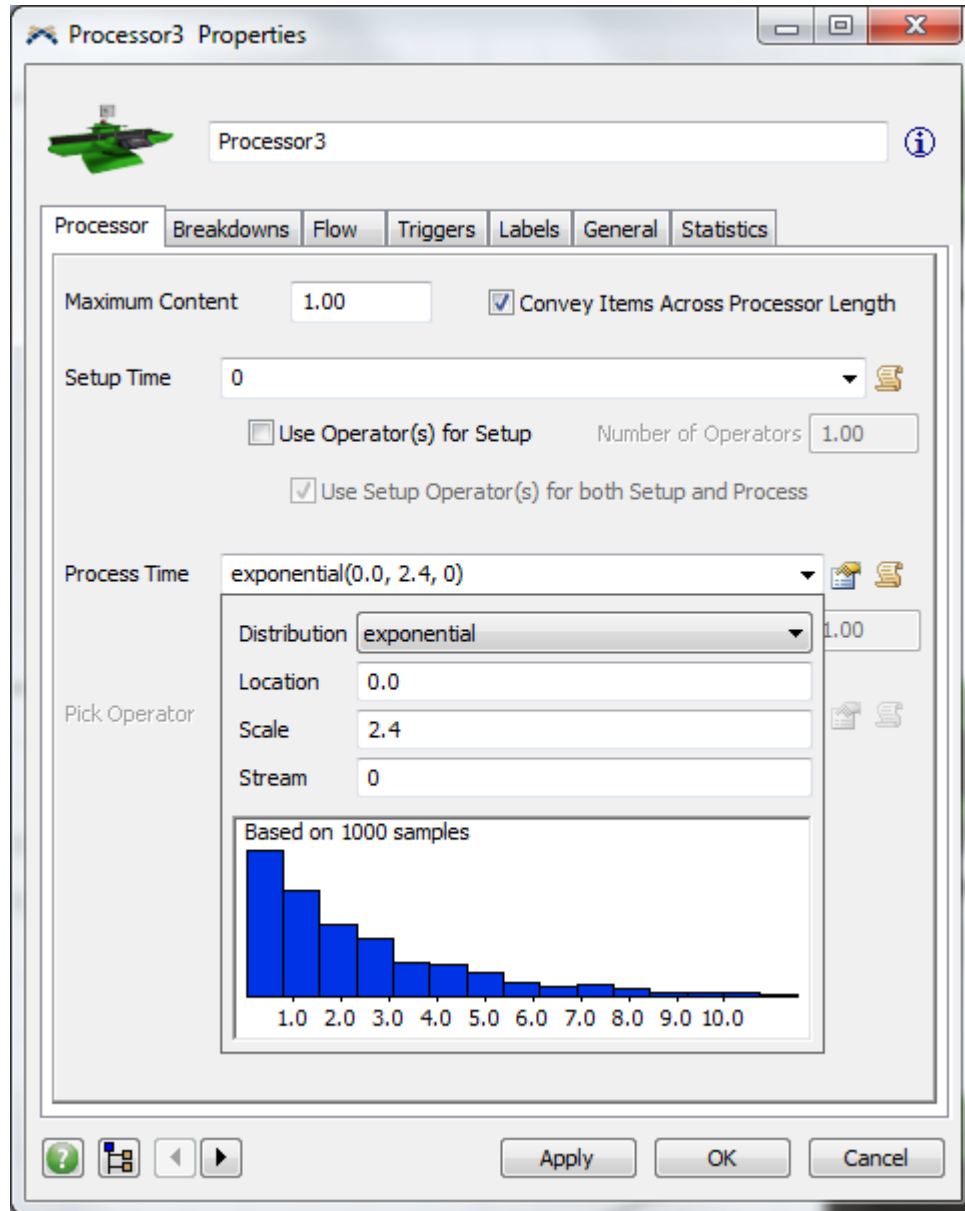 Processor3 Properties
Processor3
Processor Breakdowns Flow Triggers Labels General Statistics
Maximum Content 1.00 Convey Items Across Processor Length
Setup Time 0
Use Operator(s) for Setup Number of Operators 1.00
Use Setup Operator(s) for both Setup and Process
Process Time exponential(0.0, 2.4, 0)
Distribution exponential 1.00
Location 0.0
Pick Operator
Scale 2.4
Stream 0
Based on 1000 samples
1.0 2.0 3.0 4.0 5.0 6.0 7.0 8.0 9.0 10.0
Apply OK Cancel